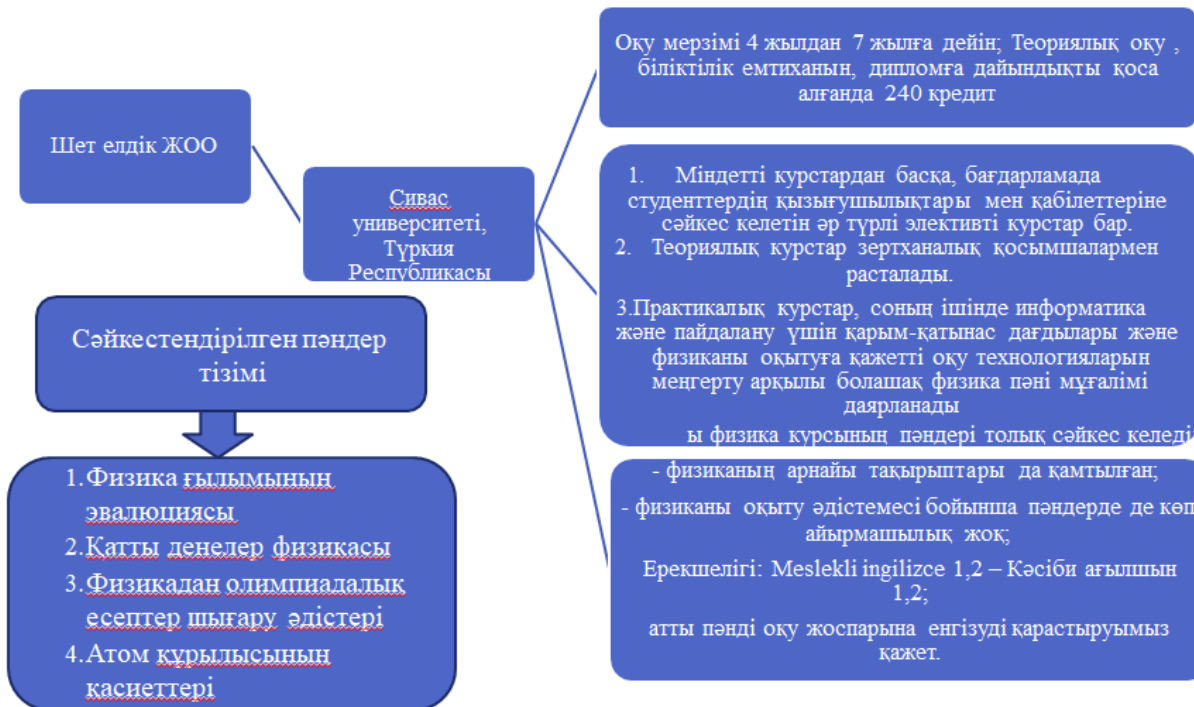 Шет елдік ЖОО
Сивас
университеті,
Түркия
Республикасы
Оқу мерзімі 4 жылдан 7 жылға дейін; Теориялық оқу ,
біліктілік емтиханын, дипломға дайындықты қоса
алғанда 240 кредит
1. Міндетті курстардан басқа, бағдарламада
студенттердің қызығушылықтары мен қабілеттеріне
сәйкес келетін әр түрлі элективті курстар бар.
2. Теориялық курстар зертханалық қосымшалармен
расталады.
3.Практикалық курстар, соның ішінде информатика
және пайдалану үшін қарым-қатынас дағдылары және
физиканы оқытуға қажетті оқу технологияларын
меңгерту арқылы болашақ физика пәні мұғалімі
даярланады
ы физика курсының пәндері толық сәйкес келеді
- физиканың арнайы тақырыптары да қамтылған;
- физиканы оқыту әдістемесі бойынша пәндерде де көп
айырмашылық жоқ;
Ерекшелігі: Meslekli ingilizce 1,2 – Кәсіби ағылшын
1,2;
атты пәнді оқу жоспарына енгізуді қарастыруымыз
қажет.
Сәйкестендірілген пәндер
тізімі
1.Физика ғылымының
эвалюциясы
2.Қатты денелер физикасы
3.Физикадан олимпиадалық
есептер шығару әдістері
4.Атом құрылысының
қасиеттері